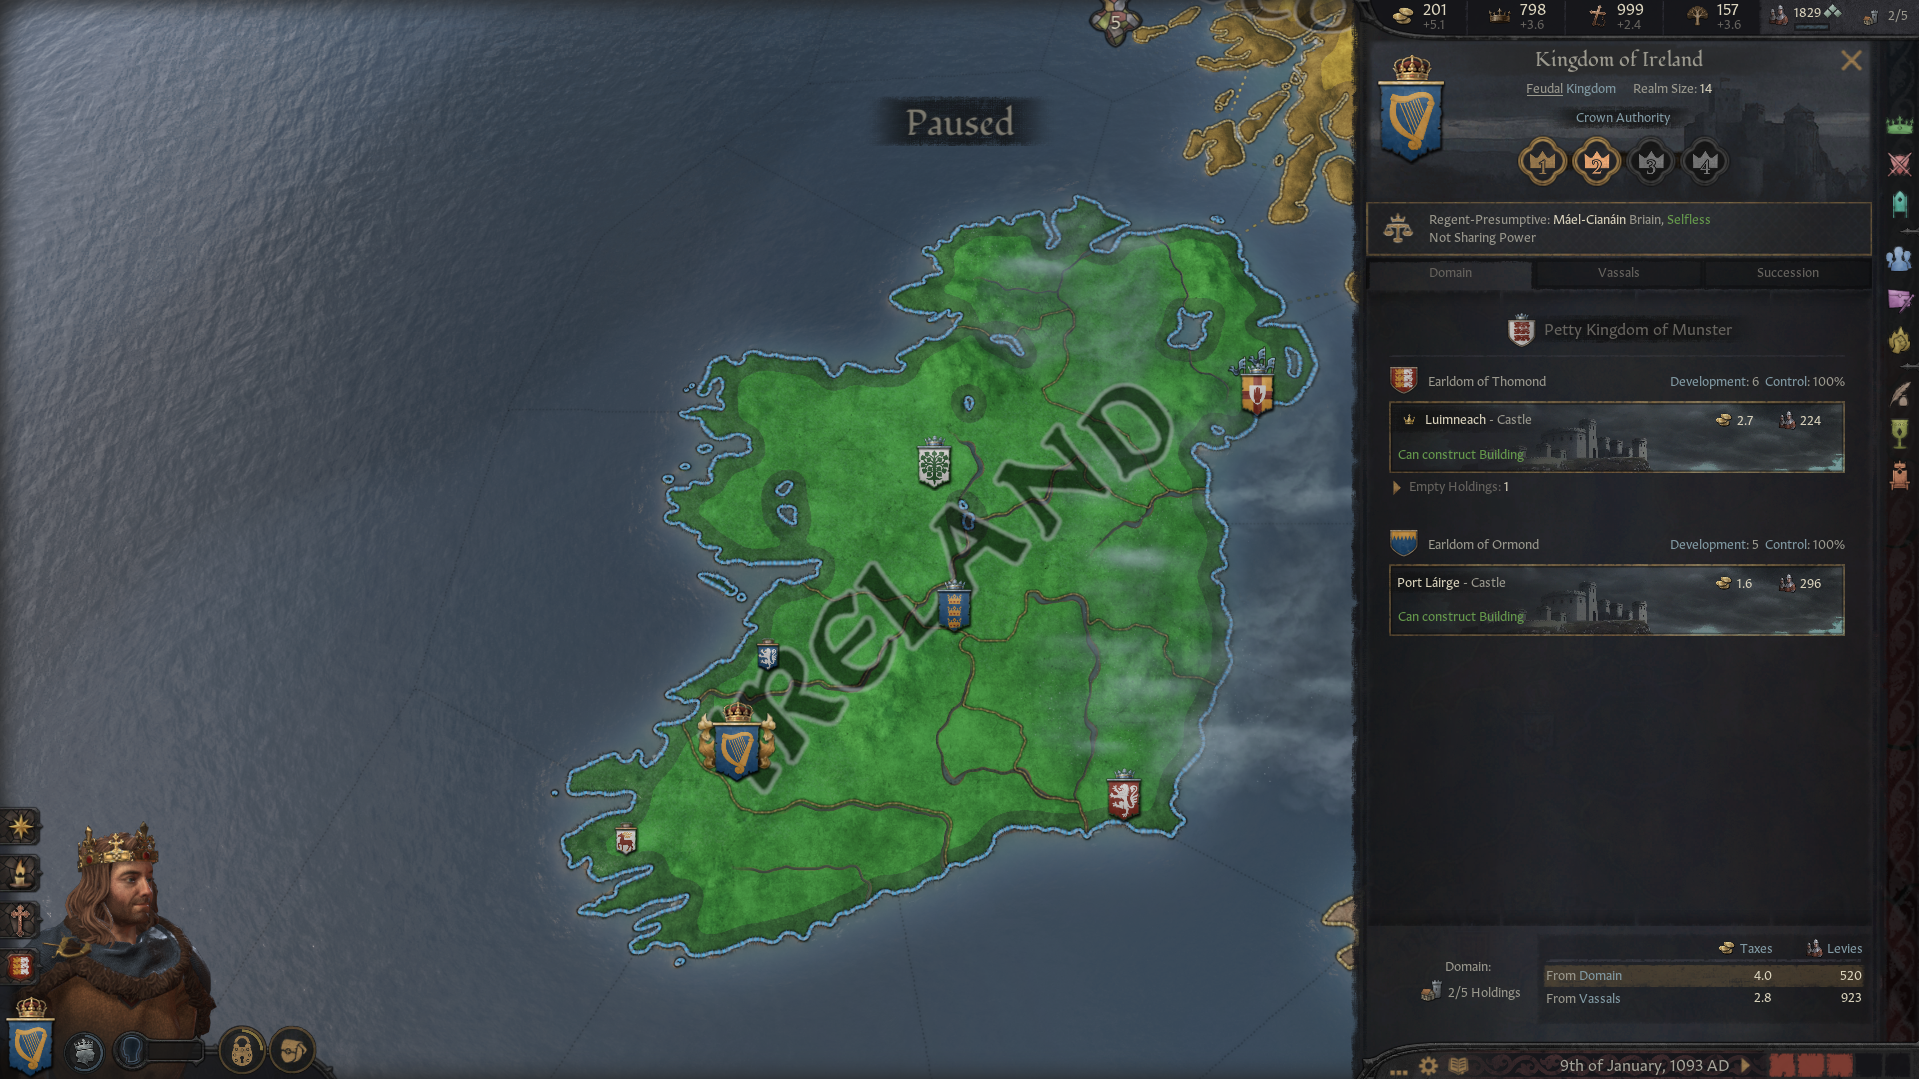 5
201 798 999 157 1829 2/5
+5.1 +3.6 +2.4 +3.6
Paused
IRELAND
Kingdom of Ireland
Feudal Kingdom Realm Size: 14
Crown Authority
1 2 3 4
Regent-Presumptive: Máel-Cianáin Briain, Selfless
Not Sharing Power
Domain Vassals Succession
Petty Kingdom of Munster
Earldom of Thomond Development: 6 Control: 100%
Luimneach - Castle 2.7 224
Can construct Building
Empty Holdings: 1
Earldom of Ormond Development: 5 Control: 100%
Port Láirge - Castle 1.6 296
Can construct Building
Taxes Levies
Domain:
2/5 Holdings
From Domain 4.0 520
From Vassals 2.8 923
9th of January, 1093 AD